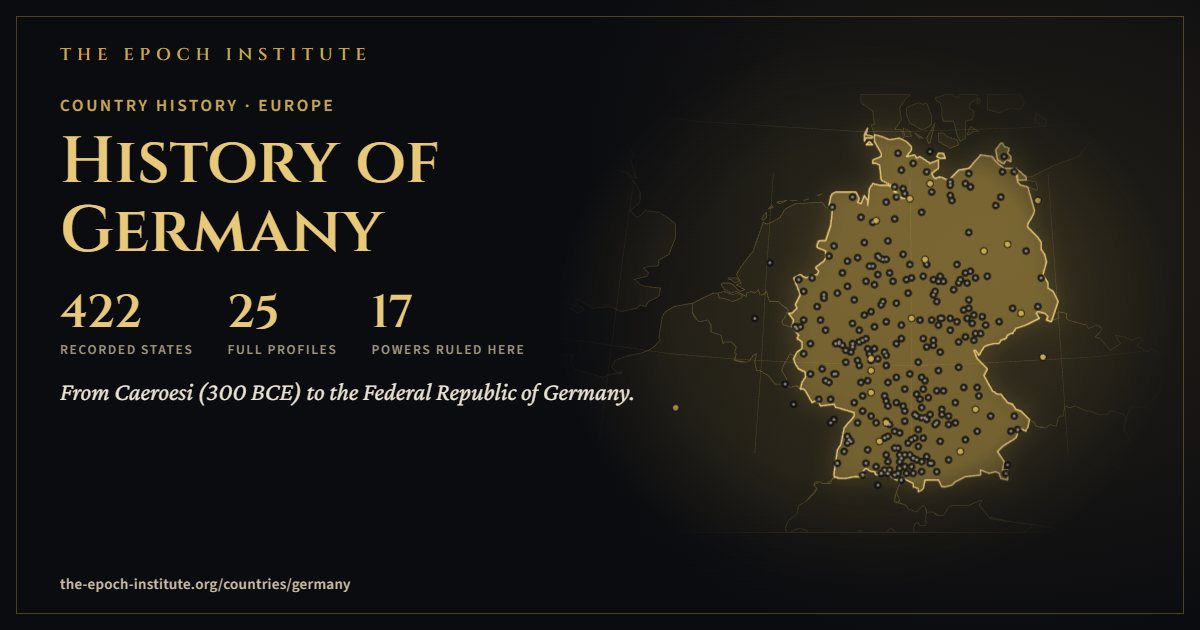 THE EPOCH INSTITUTE
COUNTRY HISTORY · EUROPE
HISTORY OF
GERMANY
422 25 17
RECORDED STATES FULL PROFILES POWERS RULED HERE
From Caeroesi (300 BCE) to the Federal Republic of Germany.
the-epoch-institute.org/countries/germany